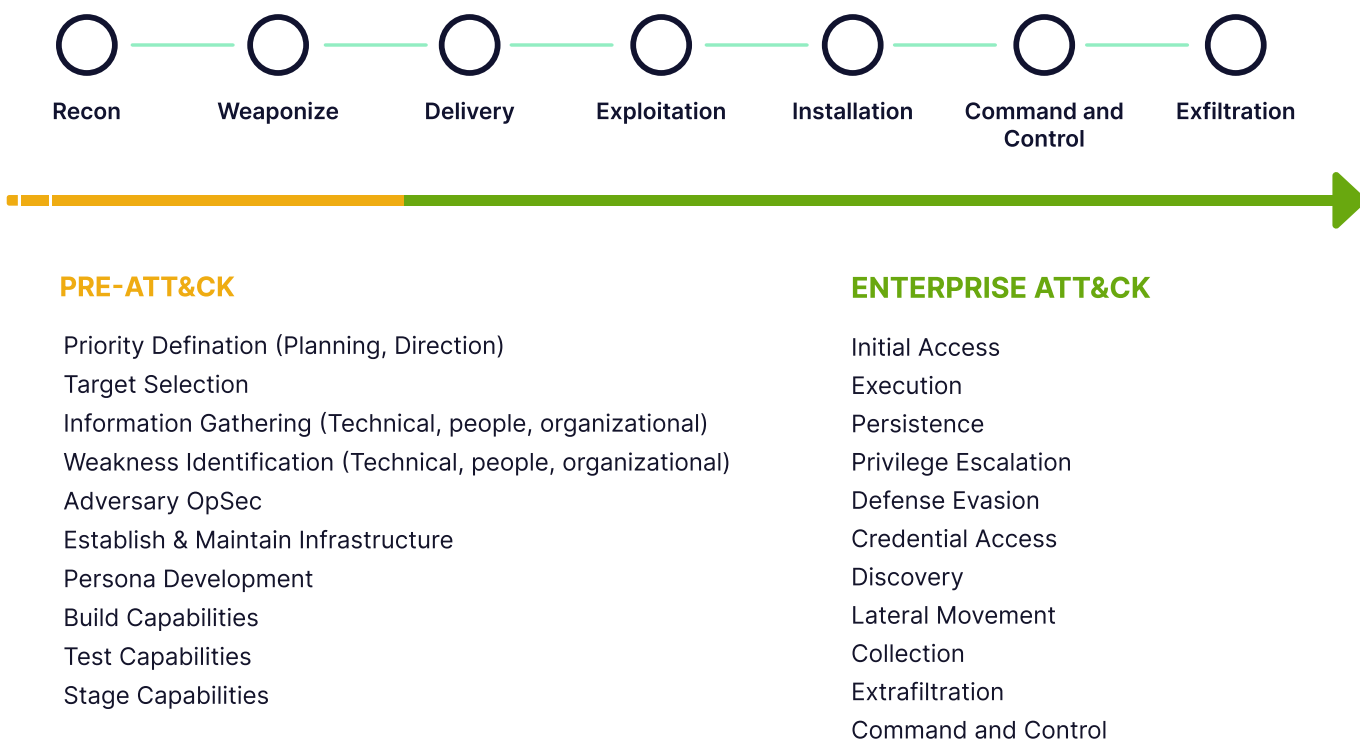 Recon
Weaponize
Delivery
Exploitation
Installation
Command and
Control
Exfiltration
PRE-ATT&CK
Priority Defination (Planning, Direction)
Target Selection
Information Gathering (Technical, people, organizational)
Weakness Identification (Technical, people, organizational)
Adversary OpSec
Establish & Maintain Infrastructure
Persona Development
Build Capabilities
Test Capabilities
Stage Capabilities
ENTERPRISE ATT&CK
Initial Access
Execution
Persistence
Privilege Escalation
Defense Evasion
Credential Access
Discovery
Lateral Movement
Collection
Extrafiltration
Command and Control